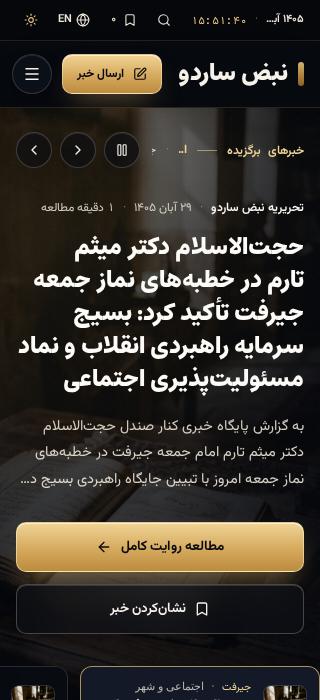 ۱۴۰۵ آبـ... · ۱۵:۵۱:۴۰ ۰ EN
نبض ساردو ارسال خبر
خبرهای برگزیده
تحریریه نبض ساردو · ۲۹ آبان ۱۴۰۵ · ۱ دقیقه مطالعه
حجت‌الاسلام دکتر میثم
تارم در خطبه‌های نماز جمعه
جیرفت تأکید کرد: بسیج
سرمایه راهبردی انقلاب و نماد
مسئولیت‌پذیری اجتماعی
به گزارش پایگاه خبری کنار صندل حجت‌الاسلام
دکتر میثم تارم امام جمعه جیرفت در خطبه‌های
نماز جمعه امروز با تبیین جایگاه راهبردی بسیج د...
مطالعه روایت کامل
نشان‌کردن خبر
جیرفت · اجتماعی و شهر